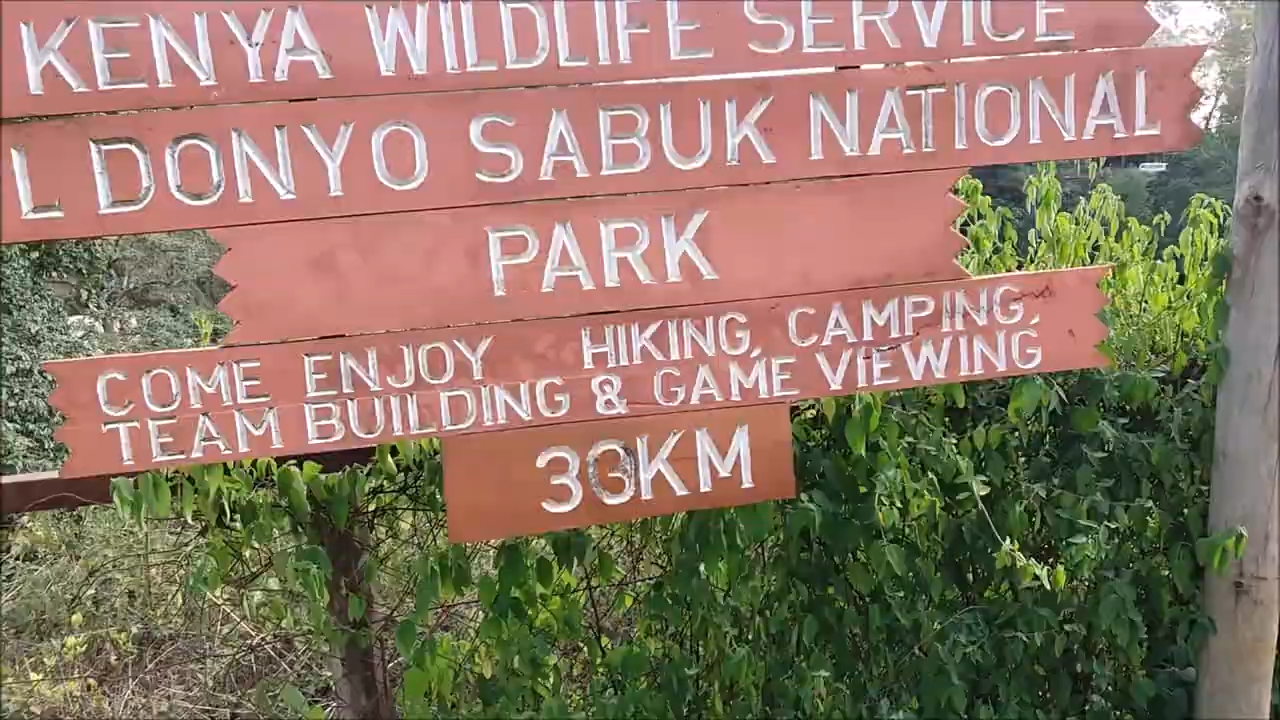 KENYA WILDLIFE SERVICE
L DONYO SABUK NATIONAL
PARK
COME ENJOY HIKING, CAMPING,
TEAM BUILDING & GAME VIEWING
30KM